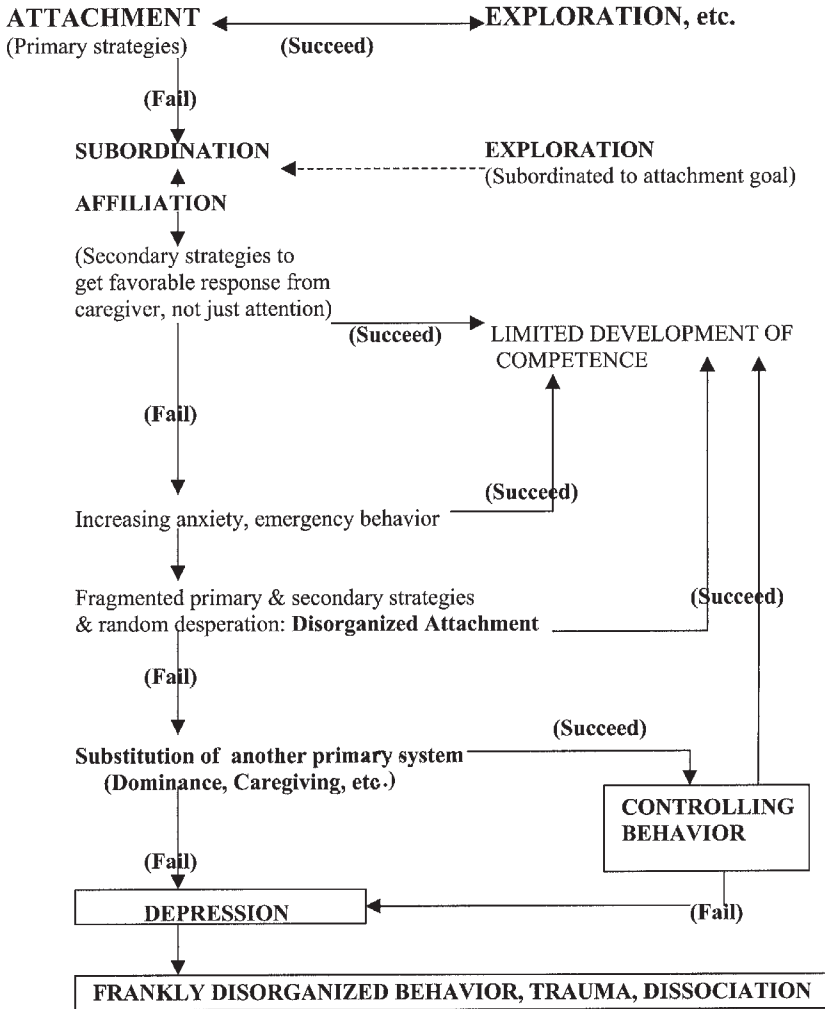 ATTACHMENT
EXPLORATION, etc.
(Primary strategies)
(Succeed)
(Fail)
SUBORDINATION
EXPLORATION
(Subordinated to attachment goal)
AFFILIATION
(Secondary strategies to
get favorable response from
caregiver, not just attention)
(Succeed)
LIMITED DEVELOPMENT OF
COMPETENCE
(Fail)
(Succeed)
Increasing anxiety, emergency behavior
Fragmented primary & secondary strategies
& random desperation: Disorganized Attachment
(Succeed)
(Fail)
(Succeed)
Substitution of another primary system
(Dominance, Caregiving, etc.)
CONTROLLING
BEHAVIOR
(Fail)
DEPRESSION
(Fail)
FRANKLY DISORGANIZED BEHAVIOR, TRAUMA, DISSOCIATION